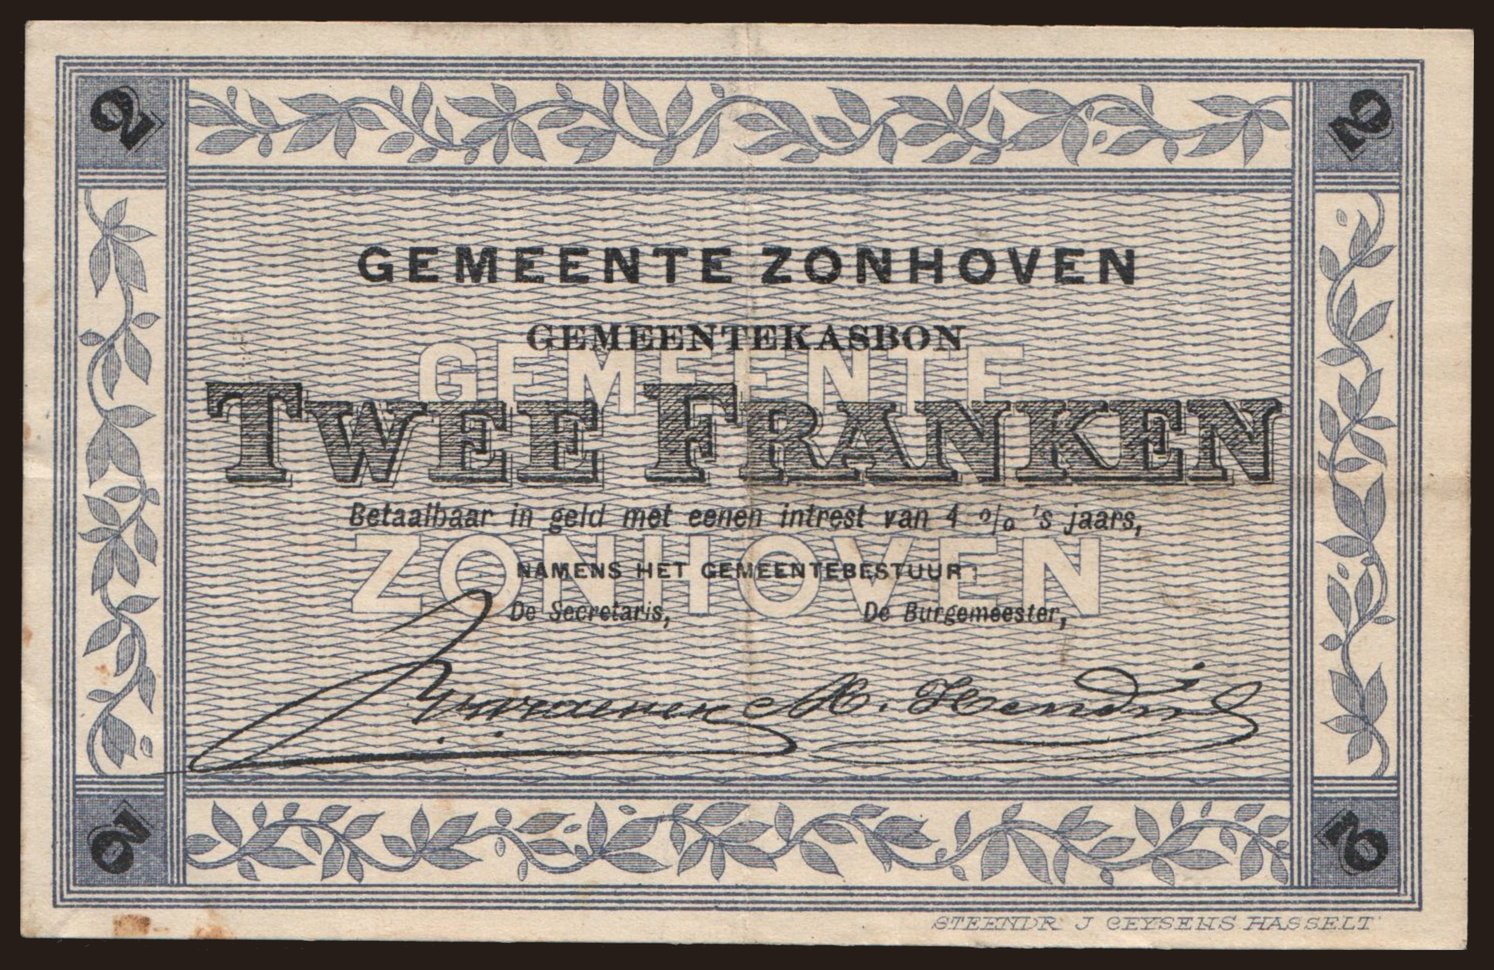 2 2
GEMEENTE ZONHOVEN
GEMEENTEKASBON
GEMEENTE
TWEE FRANKEN
Betaalbaar in geld met eenen intrest van 4 % 's jaars,
ZONHOVEN
NAMENS HET GEMEENTEBESTUUR:
De Secretaris, De Burgemeester,
2 2
STEENDR J GEYSENS HASSELT